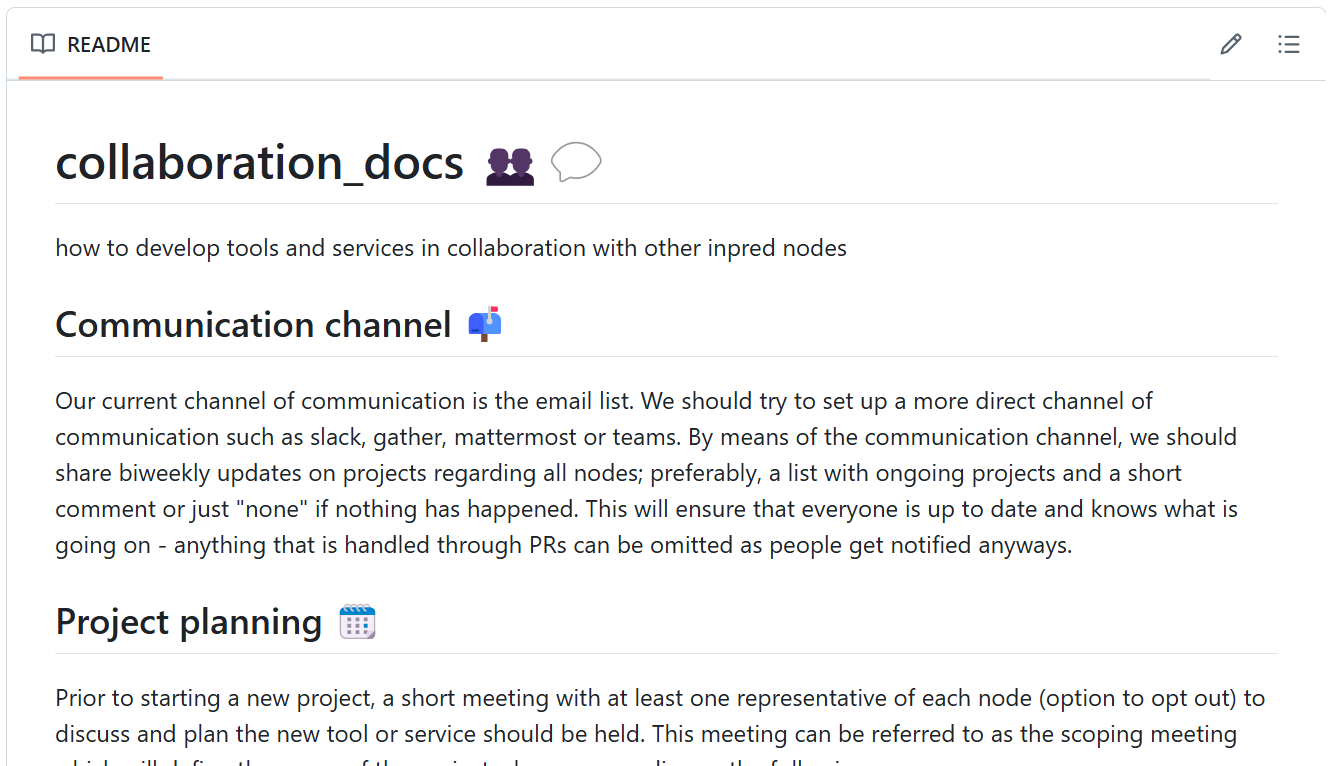 README
collaboration_docs
how to develop tools and services in collaboration with other inpred nodes
Communication channel
Our current channel of communication is the email list. We should try to set up a more direct channel of
communication such as slack, gather, mattermost or teams. By means of the communication channel, we should
share biweekly updates on projects regarding all nodes; preferably, a list with ongoing projects and a short
comment or just "none" if nothing has happened. This will ensure that everyone is up to date and knows what is
going on - anything that is handled through PRs can be omitted as people get notified anyways.
Project planning
Prior to starting a new project, a short meeting with at least one representative of each node (option to opt out) to
discuss and plan the new tool or service should be held. This meeting can be referred to as the scoping meeting